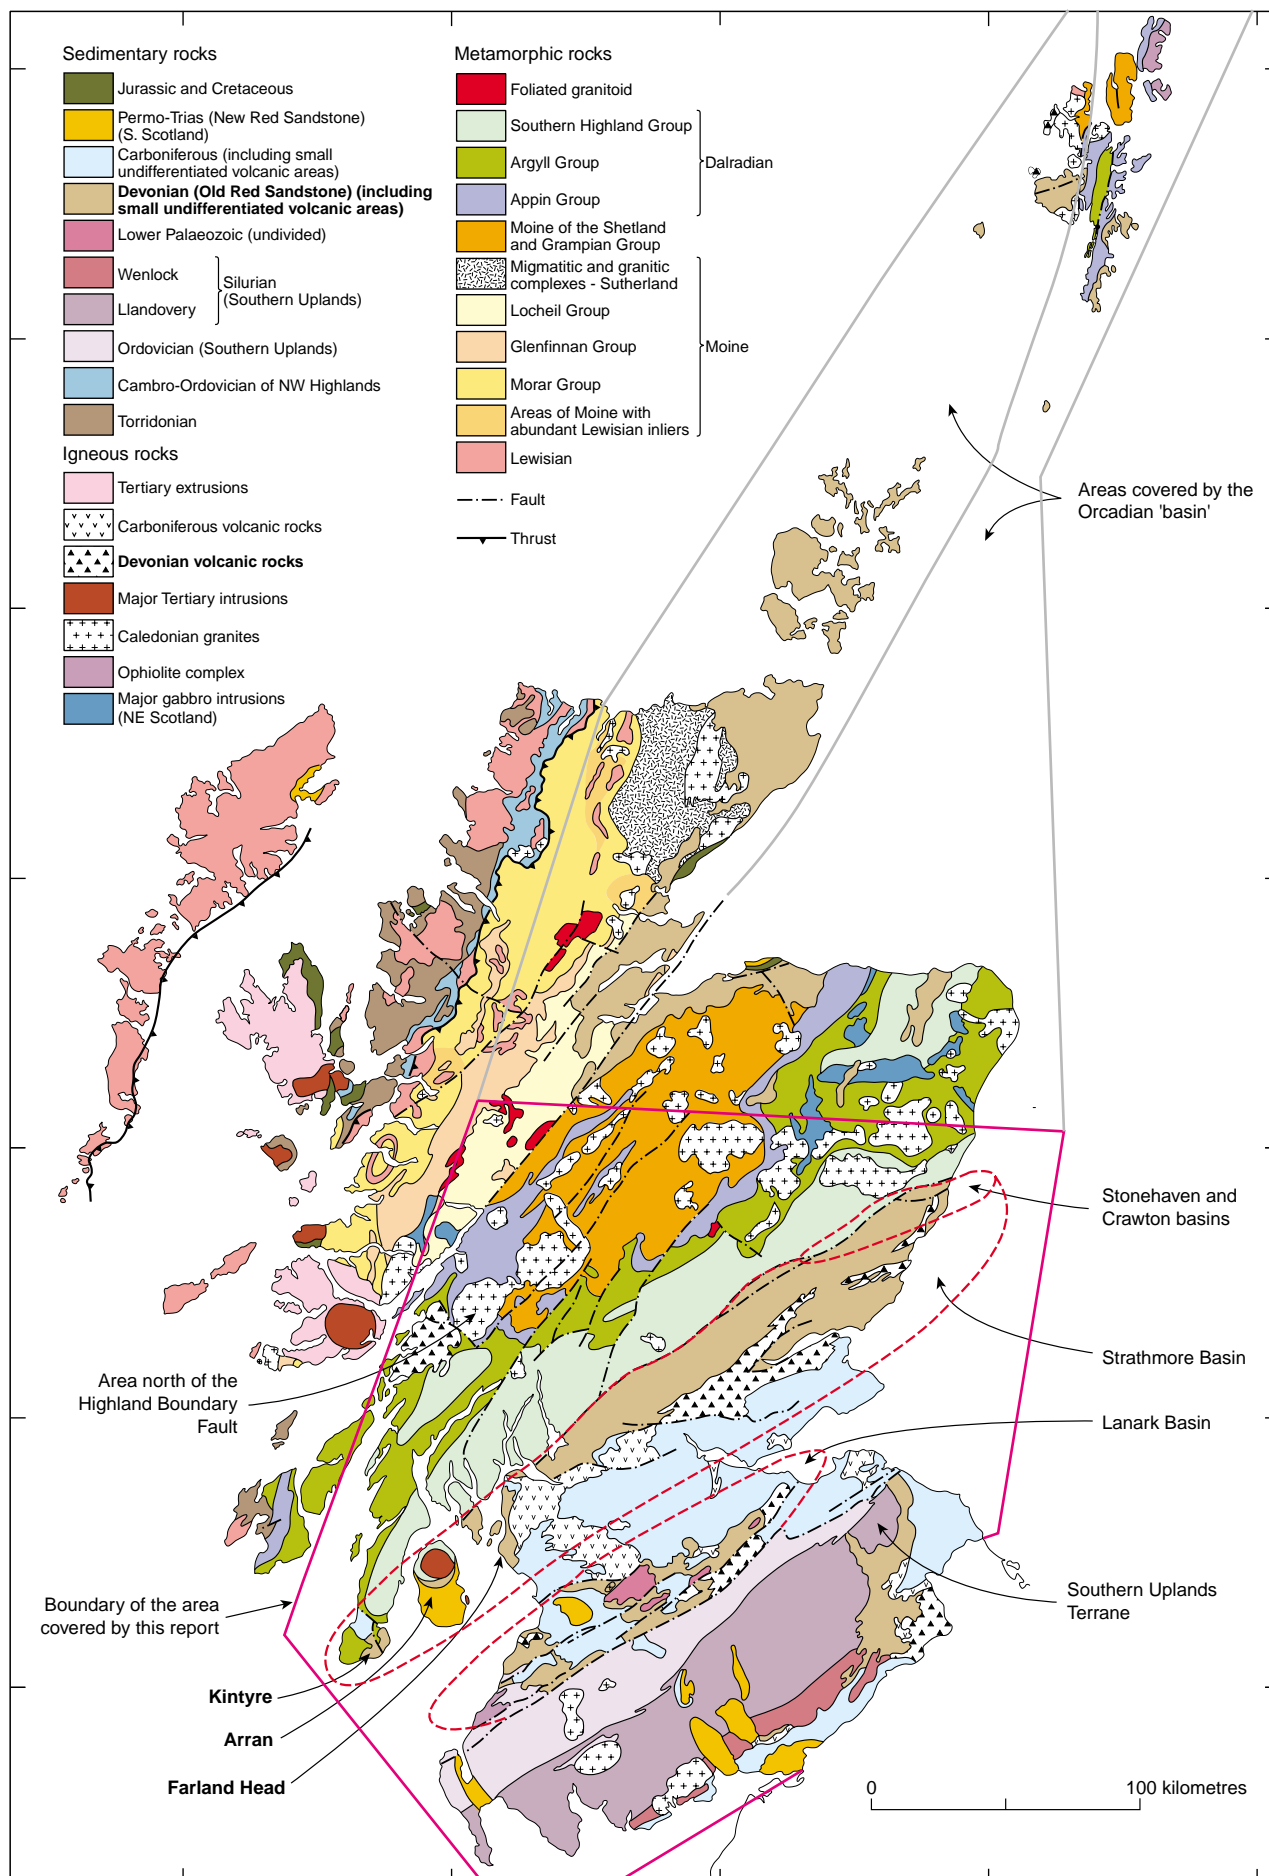 Sedimentary rocks
Jurassic and Cretaceous
Permo-Trias (New Red Sandstone)
(S. Scotland)
Carboniferous (including small
undifferentiated volcanic areas)
Devonian (Old Red Sandstone) (including
small undifferentiated volcanic areas)
Lower Palaeozoic (undivided)
Wenlock
Llandovery
Silurian
(Southern Uplands)
Ordovician (Southern Uplands)
Cambro-Ordovician of NW Highlands
Torridonian
Igneous rocks
Tertiary extrusions
Carboniferous volcanic rocks
Devonian volcanic rocks
Major Tertiary intrusions
Caledonian granites
Ophiolite complex
Major gabbro intrusions
(NE Scotland)
Metamorphic rocks
Foliated granitoid
Southern Highland Group
Argyll Group
Appin Group
Dalradian
Moine of the Shetland
and Grampian Group
Migmatitic and granitic
complexes - Sutherland
Locheil Group
Glenfinnan Group
Morar Group
Areas of Moine with
abundant Lewisian inliers
Moine
Lewisian
Fault
Thrust
Areas covered by the
Orcadian 'basin'
Stonehaven and
Crawton basins
Strathmore Basin
Lanark Basin
Southern Uplands
Terrane
Area north of the
Highland Boundary
Fault
Boundary of the area
covered by this report
Kintyre
Arran
Farland Head
0
100 kilometres